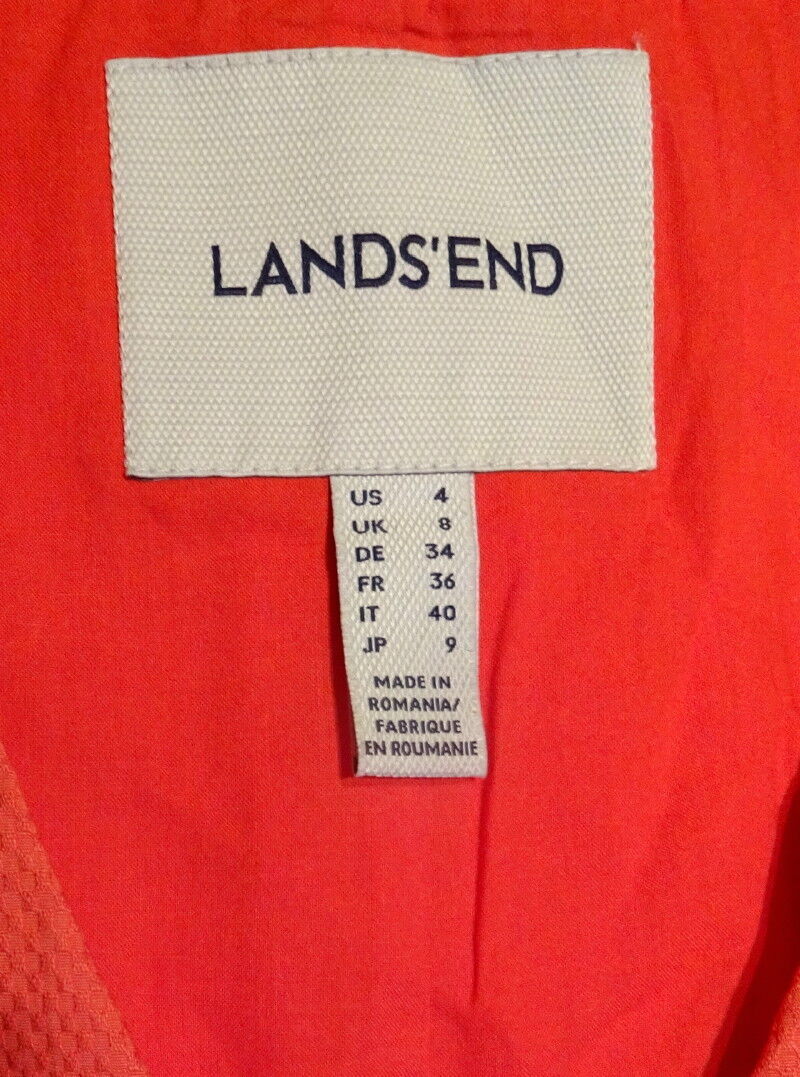 LANDS'END
US 4
UK 8
DE 34
FR 36
IT 40
JP 9
MADE IN
ROMANIA/
FABRIQUE
EN ROUMANIE